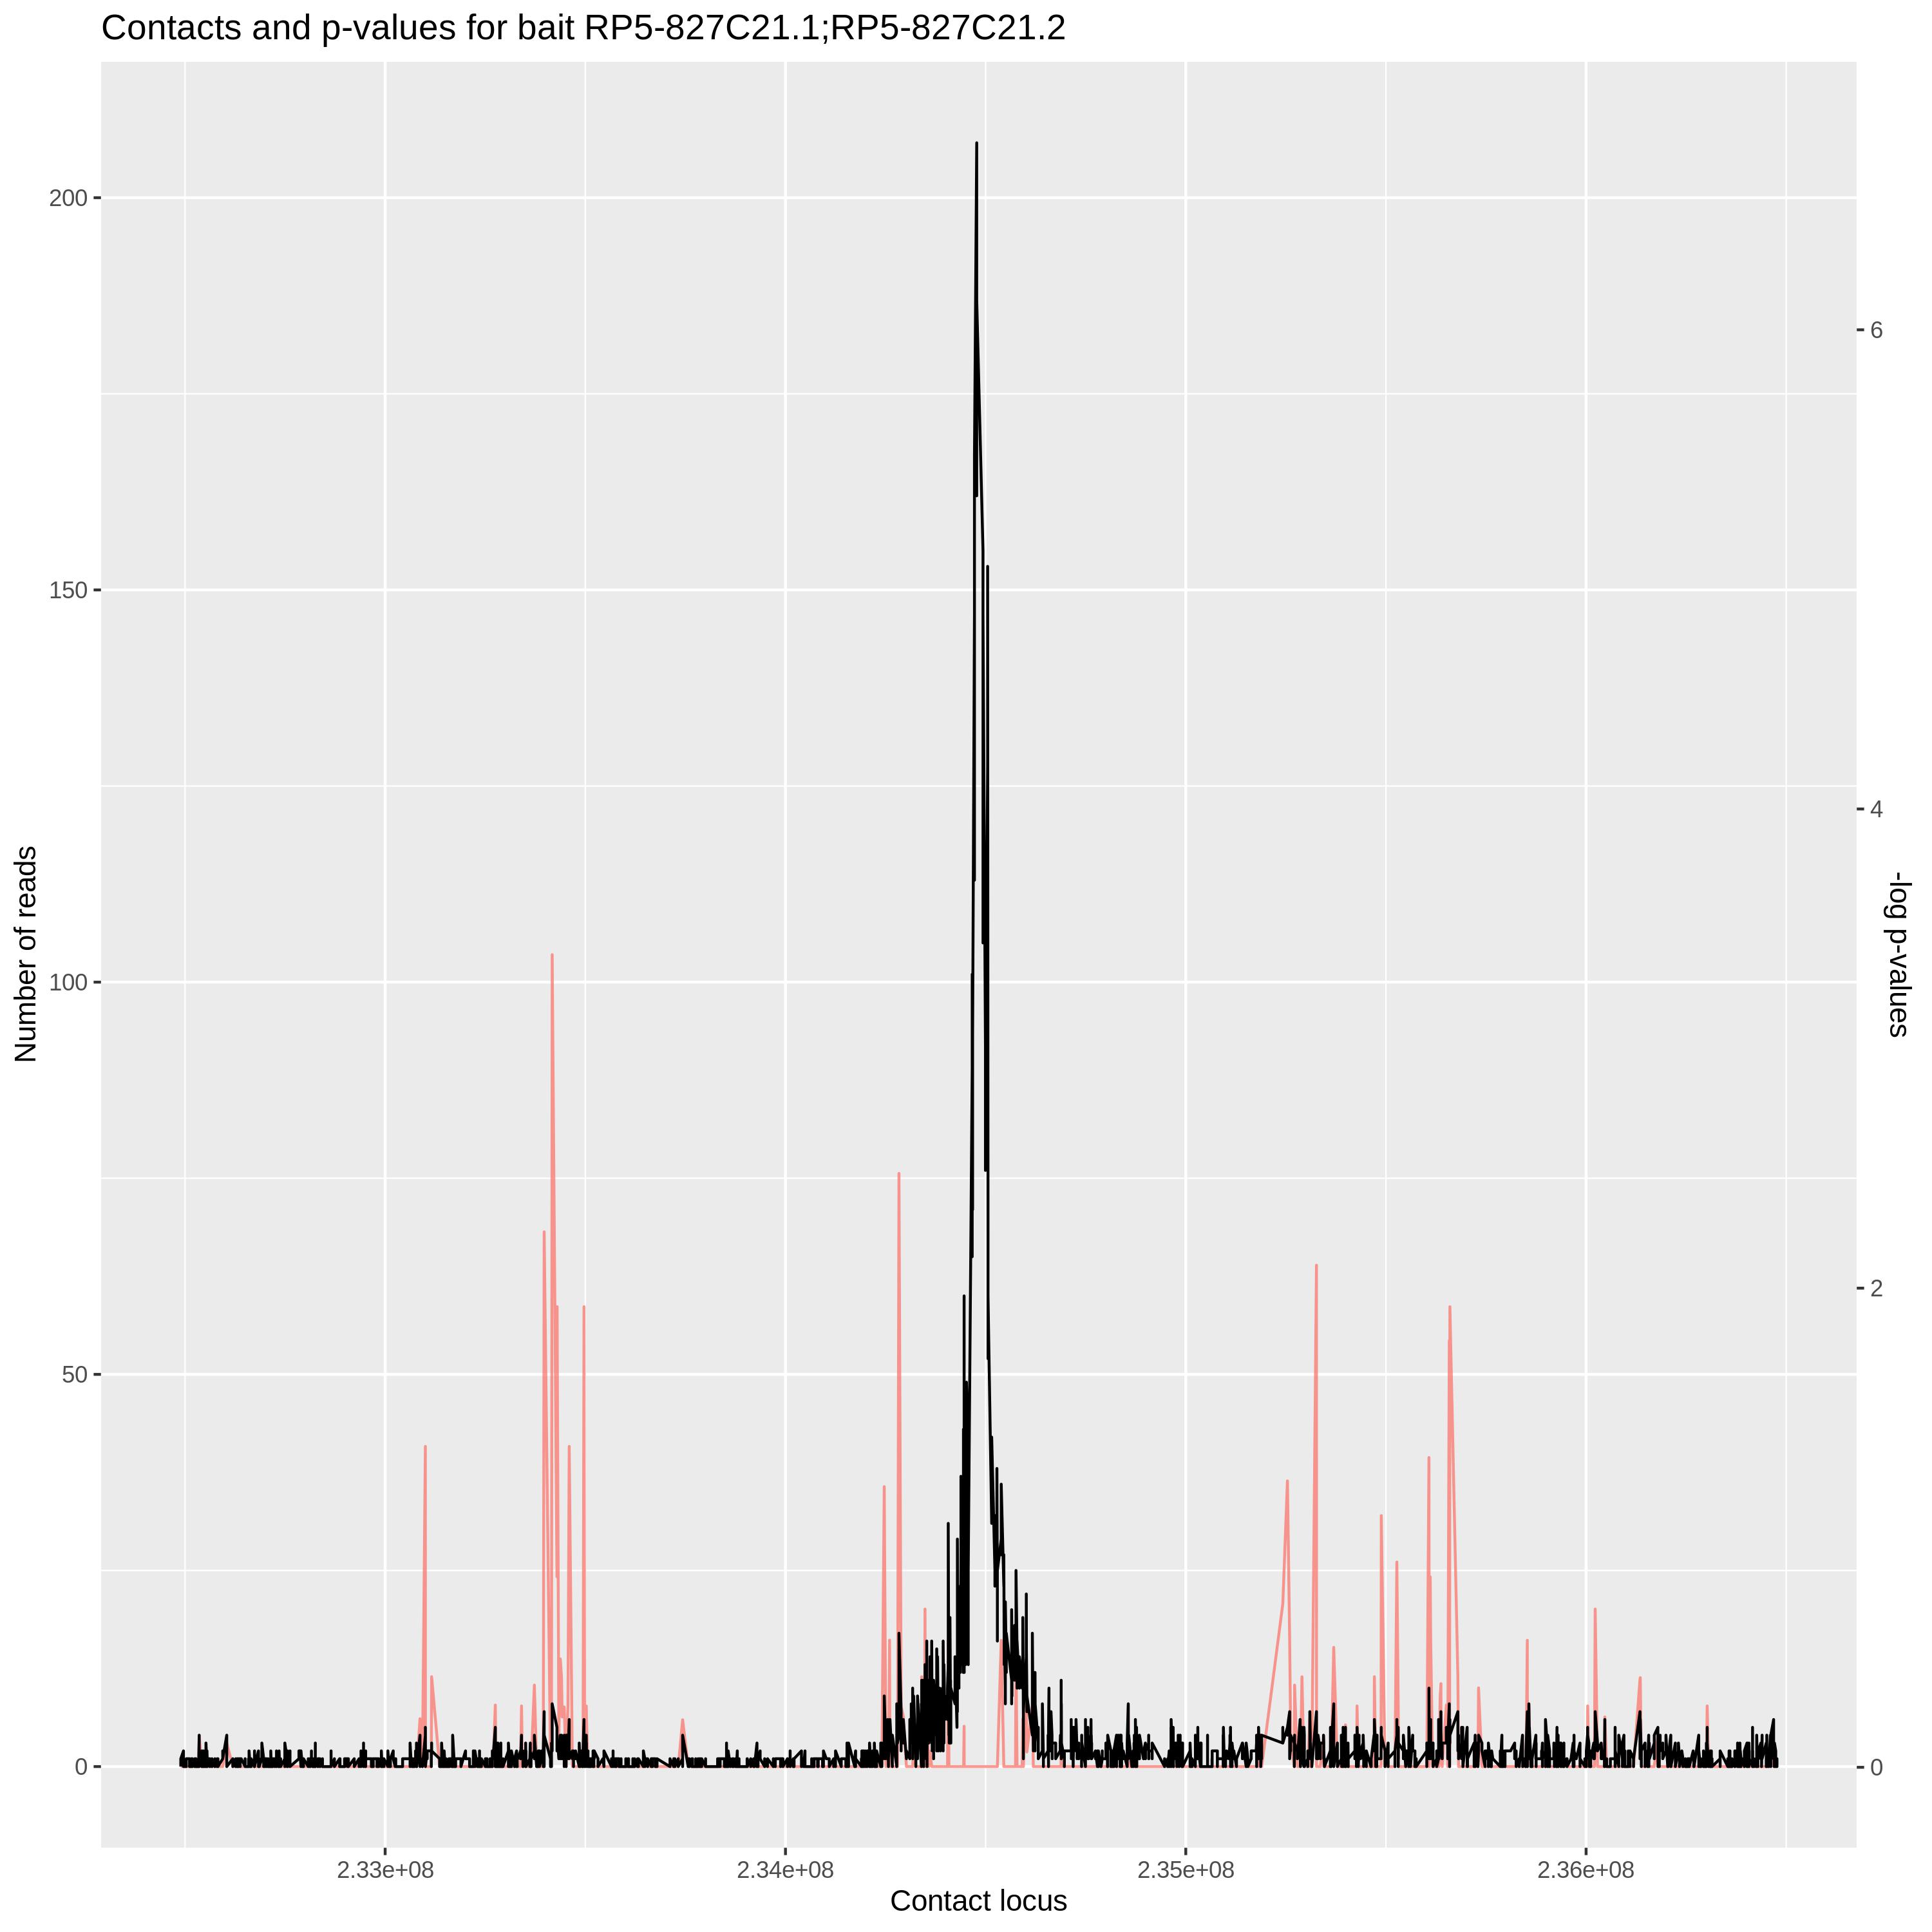 Contacts and p-values for bait RP5-827C21.1;RP5-827C21.2
200
150
100
50
0
Number of reads
6
4
2
0
-log p-values
2.33e+08
2.34e+08
2.35e+08
2.36e+08
Contact locus